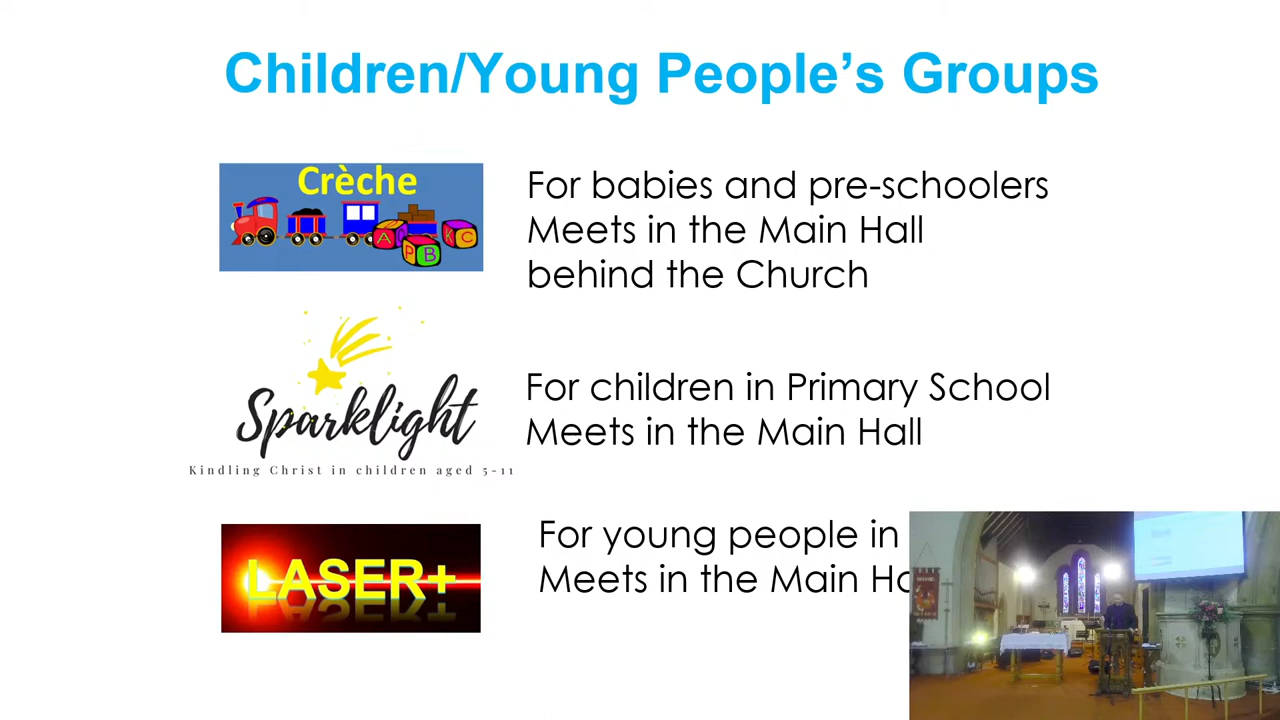 Children/Young People’s Groups
Crèche
For babies and pre-schoolers
Meets in the Main Hall
behind the Church
Sparklight
Kindling Christ in children aged 5-11
For children in Primary School
Meets in the Main Hall
LASER+
For young people in
Meets in the Main